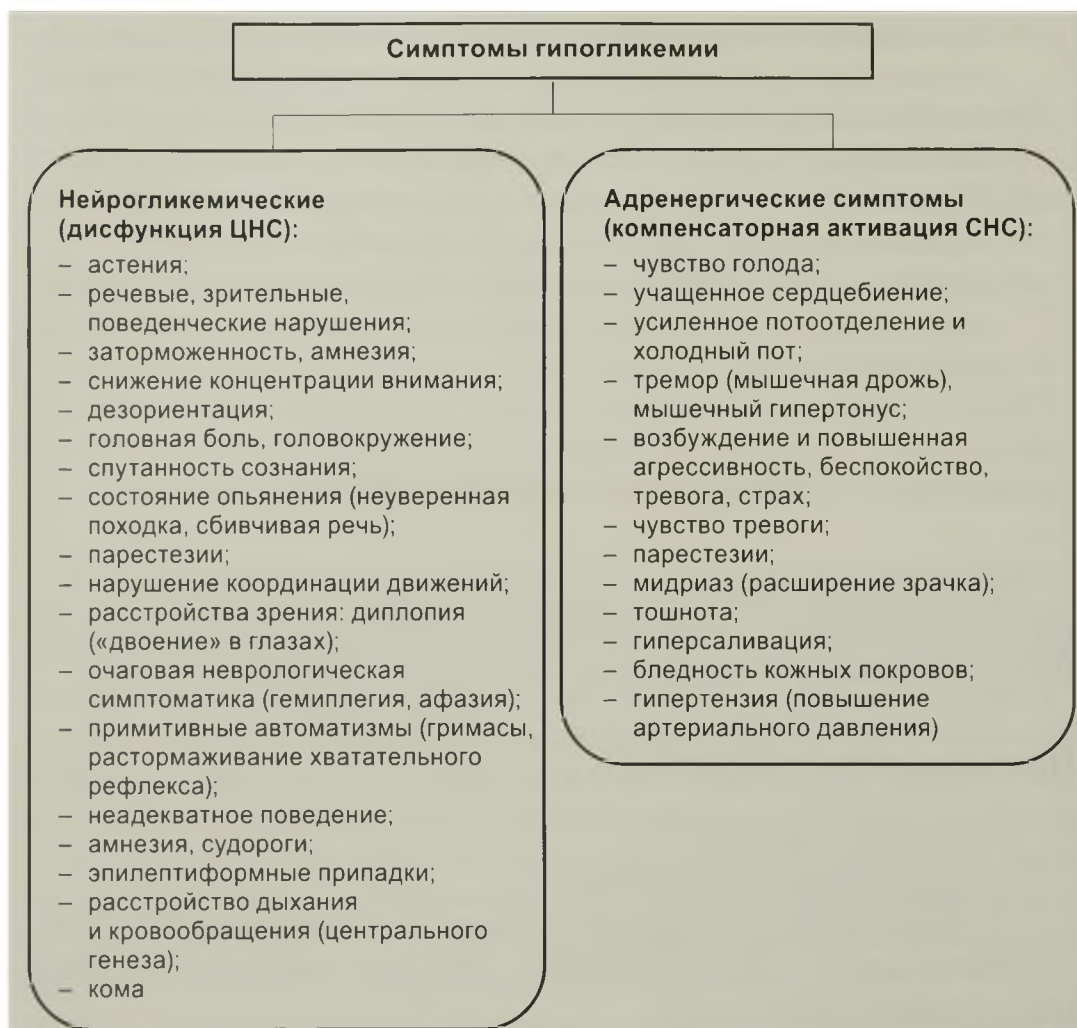 Симптомы гипогликемии
Нейрогликемические
(дисфункция ЦНС):
– астения;
– речевые, зрительные,
поведенческие нарушения;
– заторможенность, амнезия;
– снижение концентрации внимания;
– дезориентация;
– головная боль, головокружение;
– спутанность сознания;
– состояние опьянения (неуверенная
походка, сбивчивая речь);
– парестезии;
– нарушение координации движений;
– расстройства зрения: диплопия
(«двоение» в глазах);
– очаговая неврологическая
симптоматика (гемиплегия, афазия);
– примитивные автоматизмы (гримасы,
растормаживание хватательного
рефлекса);
– неадекватное поведение;
– амнезия, судороги;
– эпилептиформные припадки;
– расстройство дыхания
и кровообращения (центрального
генеза);
– кома
Адренергические симптомы
(компенсаторная активация СНС):
– чувство голода;
– учащенное сердцебиение;
– усиленное потоотделение и
холодный пот;
– тремор (мышечная дрожь),
мышечный гипертонус;
– возбуждение и повышенная
агрессивность, беспокойство,
тревога, страх;
– чувство тревоги;
– парестезии;
– мидриаз (расширение зрачка);
– тошнота;
– гиперсаливация;
– бледность кожных покровов;
– гипертензия (повышение
артериального давления)